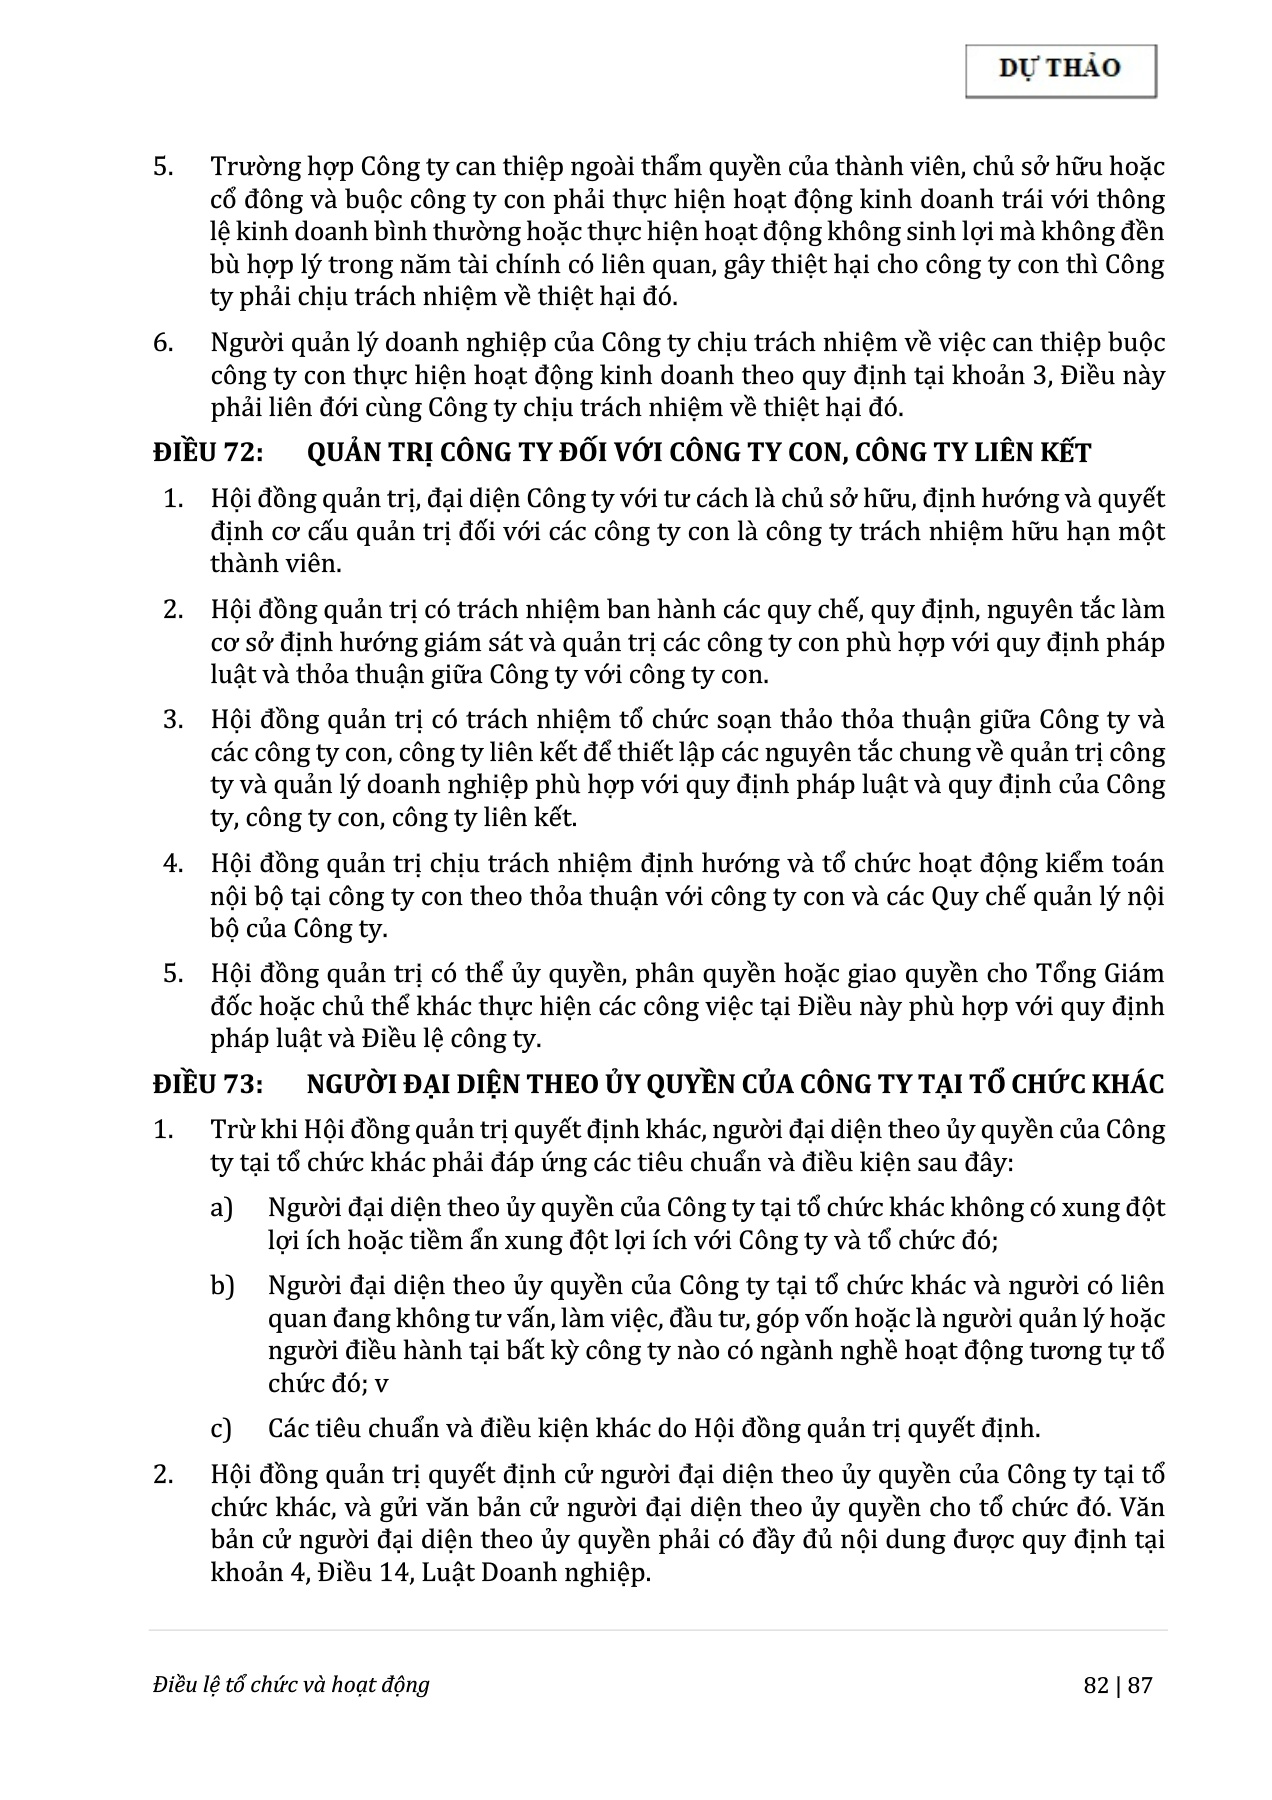 DỰ THẢO
5. Trường hợp Công ty can thiệp ngoài thẩm quyền của thành viên, chủ sở hữu hoặc
cổ đông và buộc công ty con phải thực hiện hoạt động kinh doanh trái với thông
lệ kinh doanh bình thường hoặc thực hiện hoạt động không sinh lợi mà không đền
bù hợp lý trong năm tài chính có liên quan, gây thiệt hại cho công ty con thì Công
ty phải chịu trách nhiệm về thiệt hại đó.
6. Người quản lý doanh nghiệp của Công ty chịu trách nhiệm về việc can thiệp buộc
công ty con thực hiện hoạt động kinh doanh theo quy định tại khoản 3, Điều này
phải liên đới cùng Công ty chịu trách nhiệm về thiệt hại đó.
ĐIỀU 72: QUẢN TRỊ CÔNG TY ĐỐI VỚI CÔNG TY CON, CÔNG TY LIÊN KẾT
1. Hội đồng quản trị, đại diện Công ty với tư cách là chủ sở hữu, định hướng và quyết
định cơ cấu quản trị đối với các công ty con là công ty trách nhiệm hữu hạn một
thành viên.
2. Hội đồng quản trị có trách nhiệm ban hành các quy chế, quy định, nguyên tắc làm
cơ sở định hướng giám sát và quản trị các công ty con phù hợp với quy định pháp
luật và thỏa thuận giữa Công ty với công ty con.
3. Hội đồng quản trị có trách nhiệm tổ chức soạn thảo thỏa thuận giữa Công ty và
các công ty con, công ty liên kết để thiết lập các nguyên tắc chung về quản trị công
ty và quản lý doanh nghiệp phù hợp với quy định pháp luật và quy định của Công
ty, công ty con, công ty liên kết.
4. Hội đồng quản trị chịu trách nhiệm định hướng và tổ chức hoạt động kiểm toán
nội bộ tại công ty con theo thỏa thuận với công ty con và các Quy chế quản lý nội
bộ của Công ty.
5. Hội đồng quản trị có thể ủy quyền, phân quyền hoặc giao quyền cho Tổng Giám
đốc hoặc chủ thể khác thực hiện các công việc tại Điều này phù hợp với quy định
pháp luật và Điều lệ công ty.
ĐIỀU 73: NGƯỜI ĐẠI DIỆN THEO ỦY QUYỀN CỦA CÔNG TY TẠI TỔ CHỨC KHÁC
1. Trừ khi Hội đồng quản trị quyết định khác, người đại diện theo ủy quyền của Công
ty tại tổ chức khác phải đáp ứng các tiêu chuẩn và điều kiện sau đây:
a) Người đại diện theo ủy quyền của Công ty tại tổ chức khác không có xung đột
lợi ích hoặc tiềm ẩn xung đột lợi ích với Công ty và tổ chức đó;
b) Người đại diện theo ủy quyền của Công ty tại tổ chức khác và người có liên
quan đang không tư vấn, làm việc, đầu tư, góp vốn hoặc là người quản lý hoặc
người điều hành tại bất kỳ công ty nào có ngành nghề hoạt động tương tự tổ
chức đó; v
c) Các tiêu chuẩn và điều kiện khác do Hội đồng quản trị quyết định.
2. Hội đồng quản trị quyết định cử người đại diện theo ủy quyền của Công ty tại tổ
chức khác, và gửi văn bản cử người đại diện theo ủy quyền cho tổ chức đó. Văn
bản cử người đại diện theo ủy quyền phải có đầy đủ nội dung được quy định tại
khoản 4, Điều 14, Luật Doanh nghiệp.
Điều lệ tổ chức và hoạt động 82 | 87